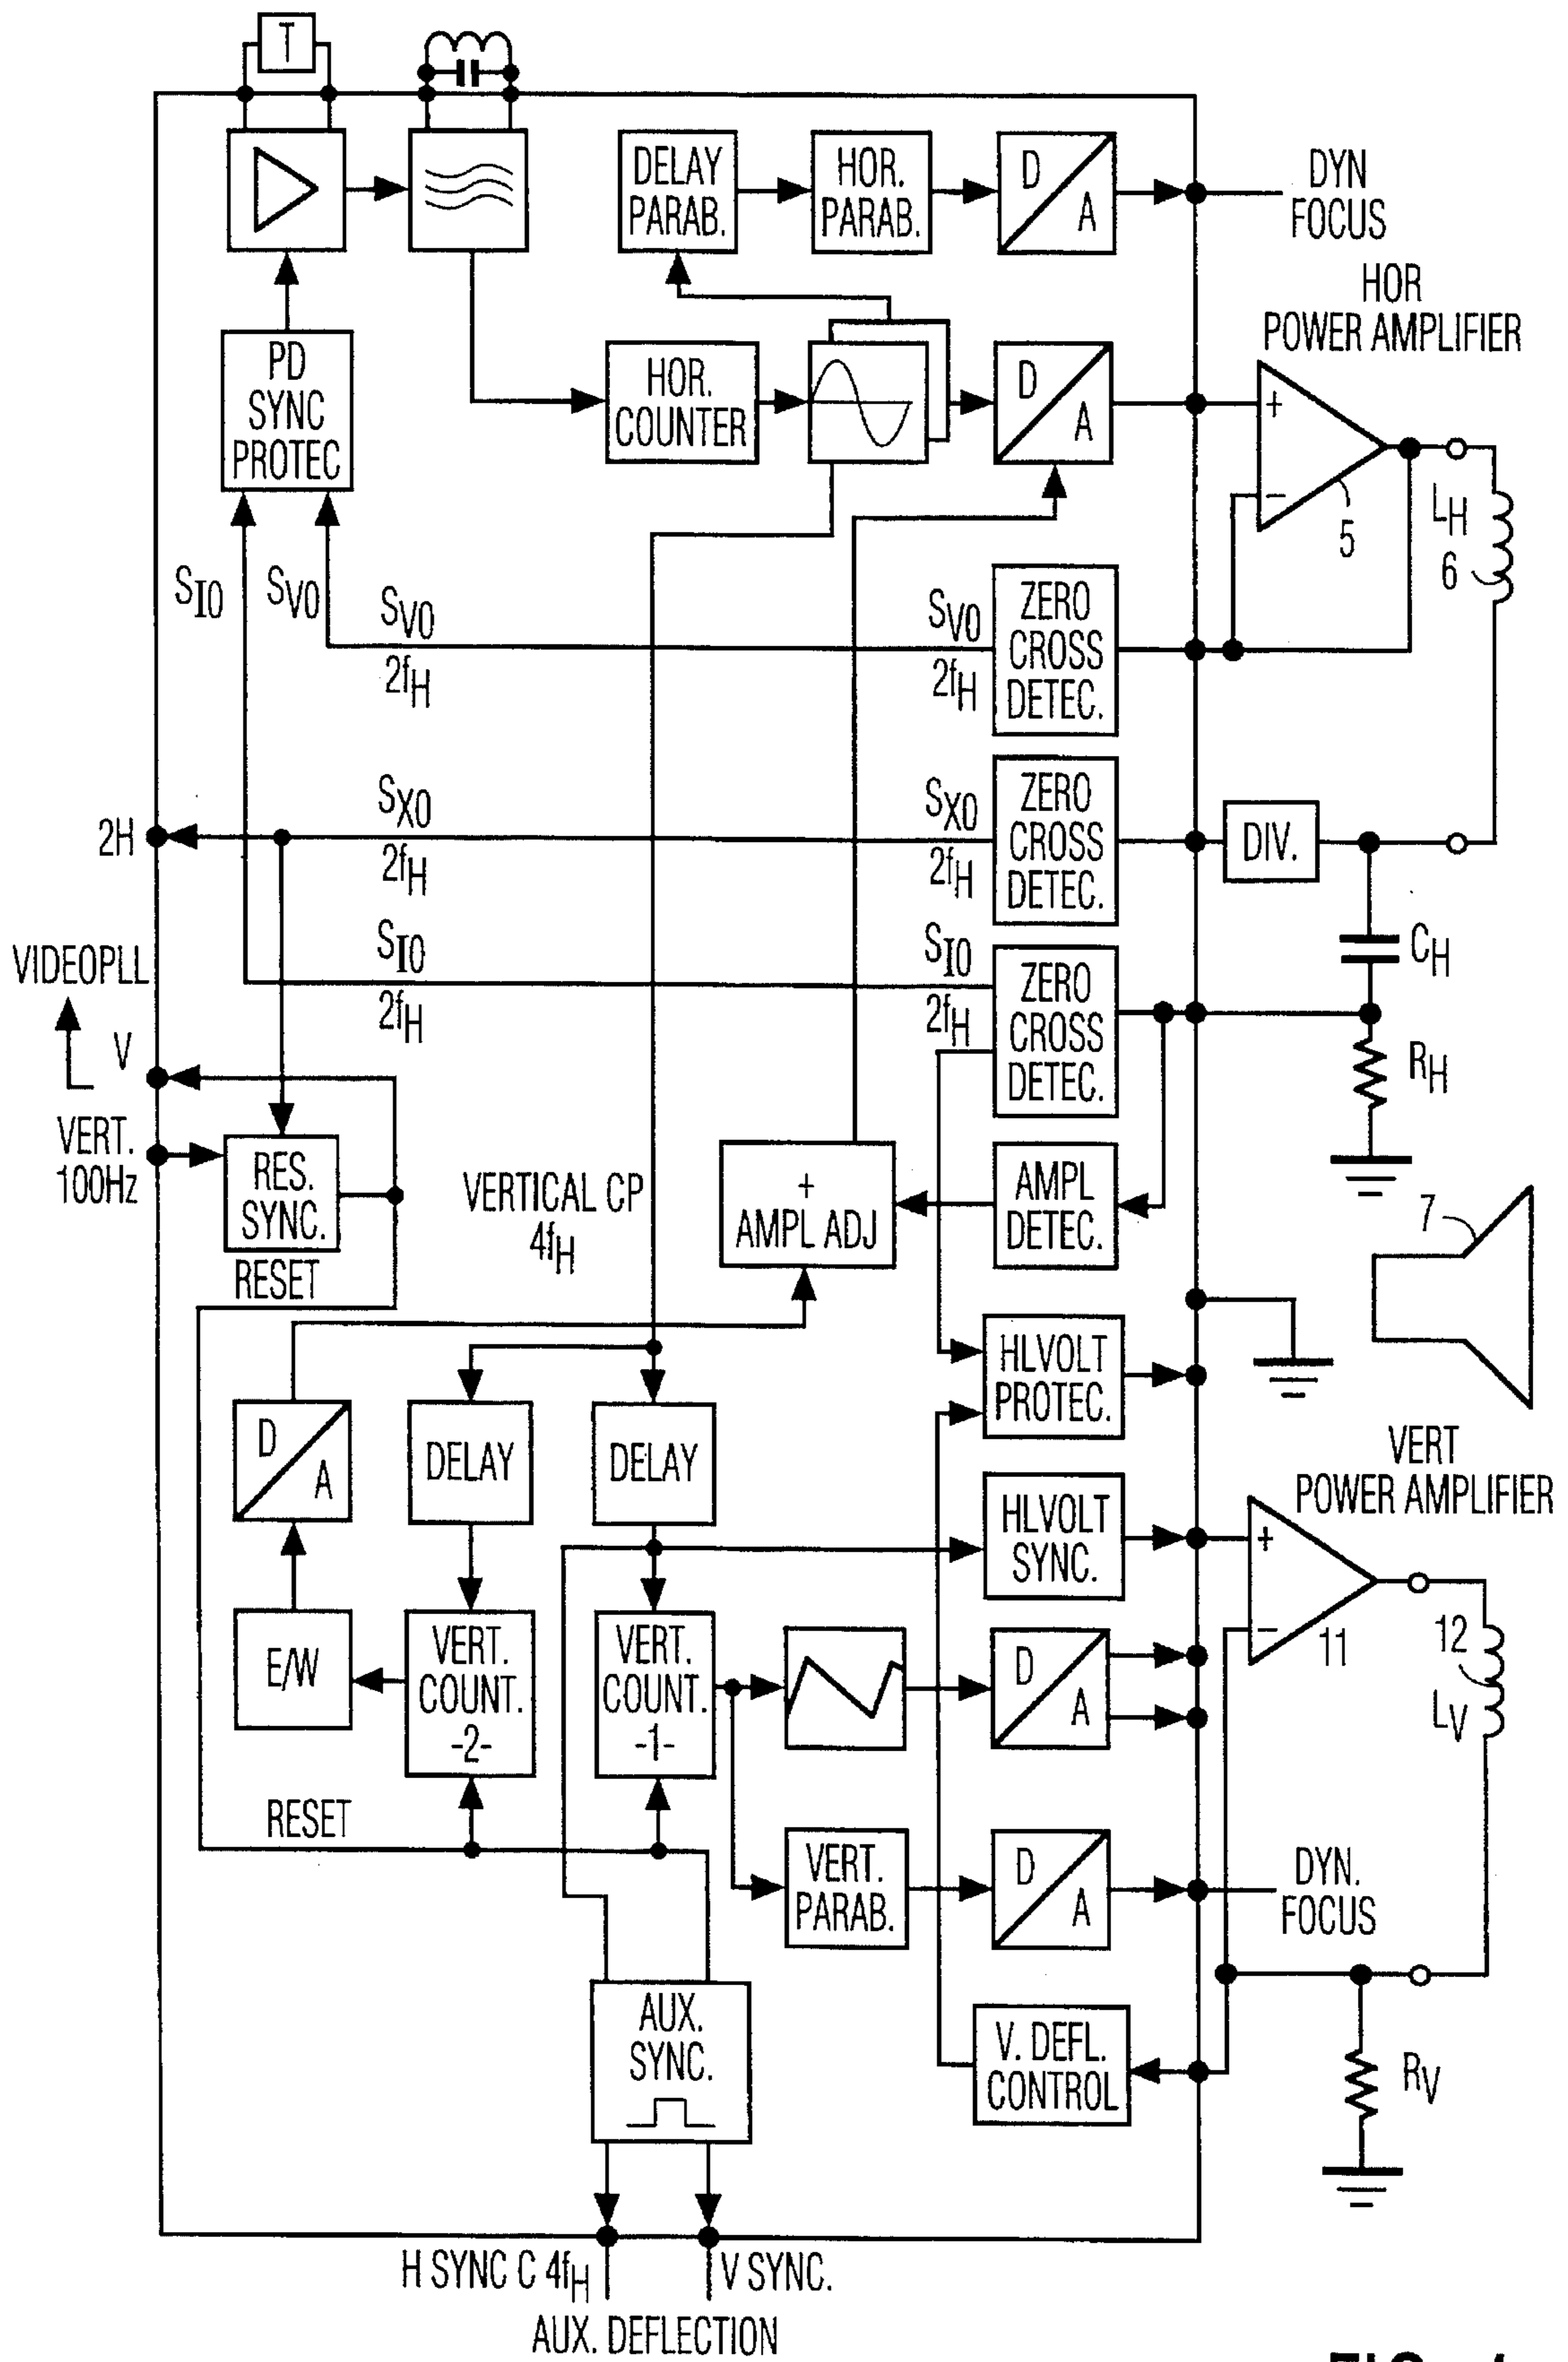 T
DELAY
PARAB.
HOR.
PARAB.
D
A
DYN
FOCUS
HOR
POWER AMPLIFIER
PD
SYNC
PROTEC
HOR.
COUNTER
D
A
+
−
5
LH
6
SI0
SV0
SV0
2fH
SV0
2fH
ZERO
CROSS
DETEC.
2H
SX0
2fH
SX0
2fH
ZERO
CROSS
DETEC.
DIV.
CH
VIDEOPLL
SI0
2fH
SI0
2fH
ZERO
CROSS
DETEC.
RH
V
VERT.
100Hz
RES.
SYNC.
RESET
VERTICAL CP
4fH
+
AMPL ADJ
AMPL
DETEC.
7
HLVOLT
PROTEC.
D
A
DELAY
DELAY
VERT
POWER AMPLIFIER
HLVOLT
SYNC.
+
−
11
12
LV
E/W
VERT.
COUNT.
-2-
VERT.
COUNT.
-1-
D
A
RESET
VERT.
PARAB.
D
A
DYN.
FOCUS
AUX.
SYNC.
V. DEFL.
CONTROL
RV
H SYNC C 4fH
V SYNC.
AUX. DEFLECTION